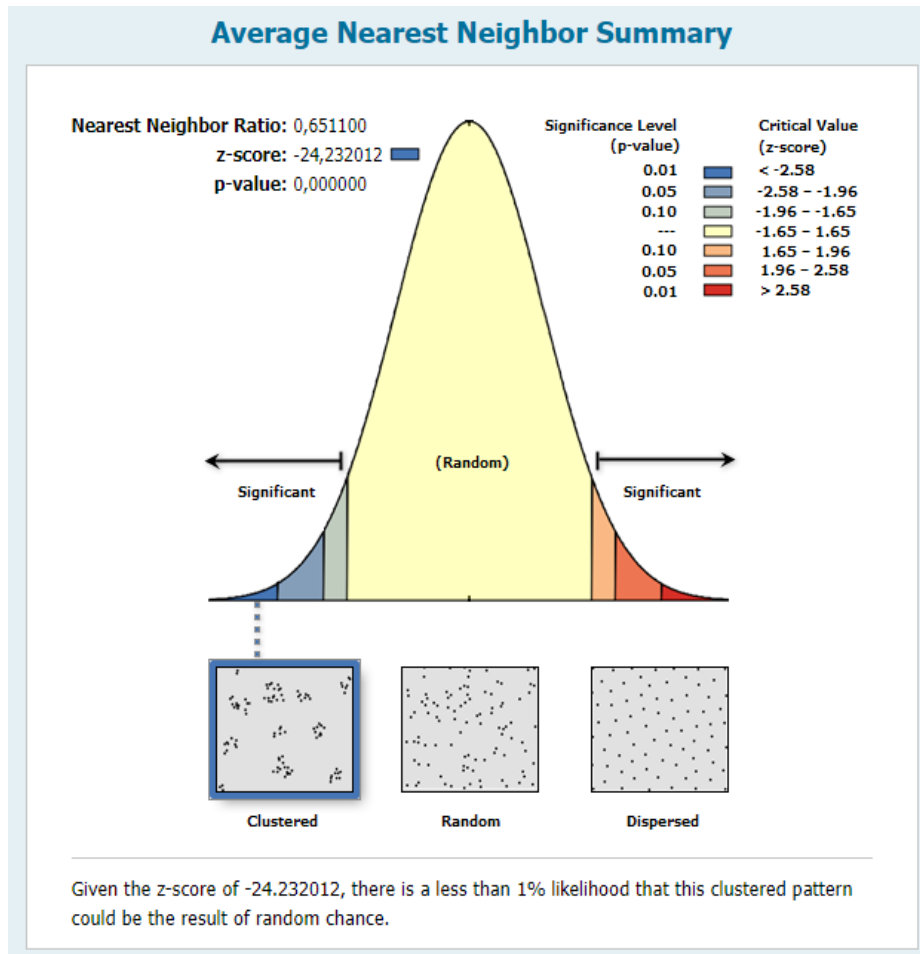 Average Nearest Neighbor Summary
Nearest Neighbor Ratio: 0,651100
z-score: -24,232012
p-value: 0,000000
Significance Level
(p-value)
Critical Value
(z-score)
0.01 < -2.58
0.05 -2.58 – -1.96
0.10 -1.96 – -1.65
--- -1.65 – 1.65
0.10 1.65 – 1.96
0.05 1.96 – 2.58
0.01 > 2.58
(Random)
Significant
Significant
Clustered
Random
Dispersed
Given the z-score of -24.232012, there is a less than 1% likelihood that this clustered pattern
could be the result of random chance.